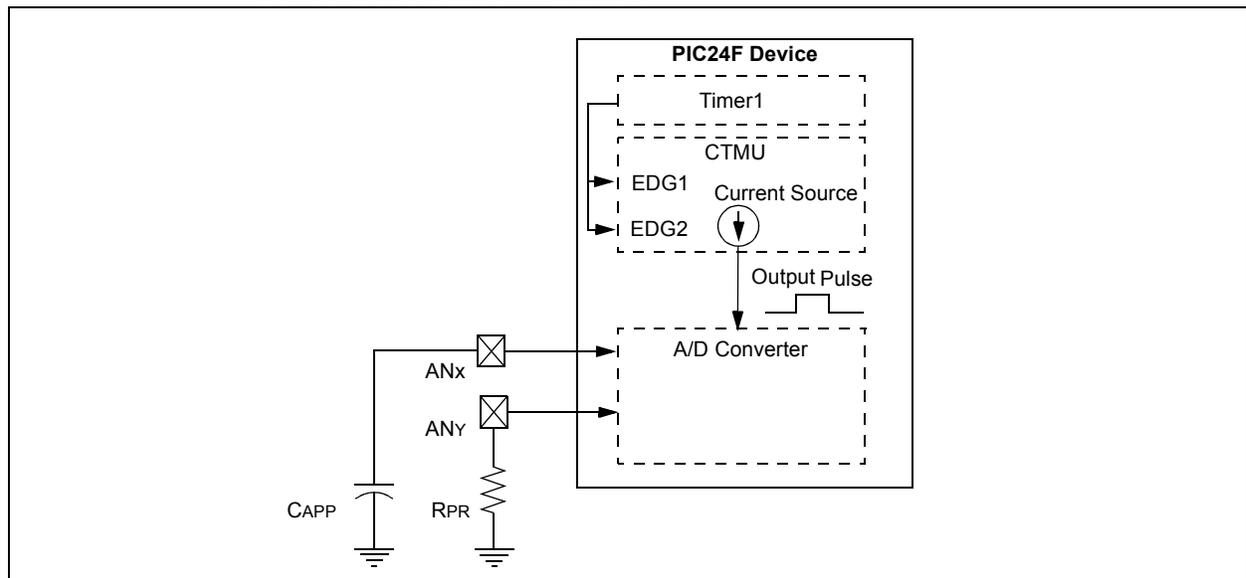 PIC24F Device
Timer1
CTMU
EDG1
Current Source
EDG2
Output Pulse
A/D Converter
ANx
ANY
CAPP
RPR